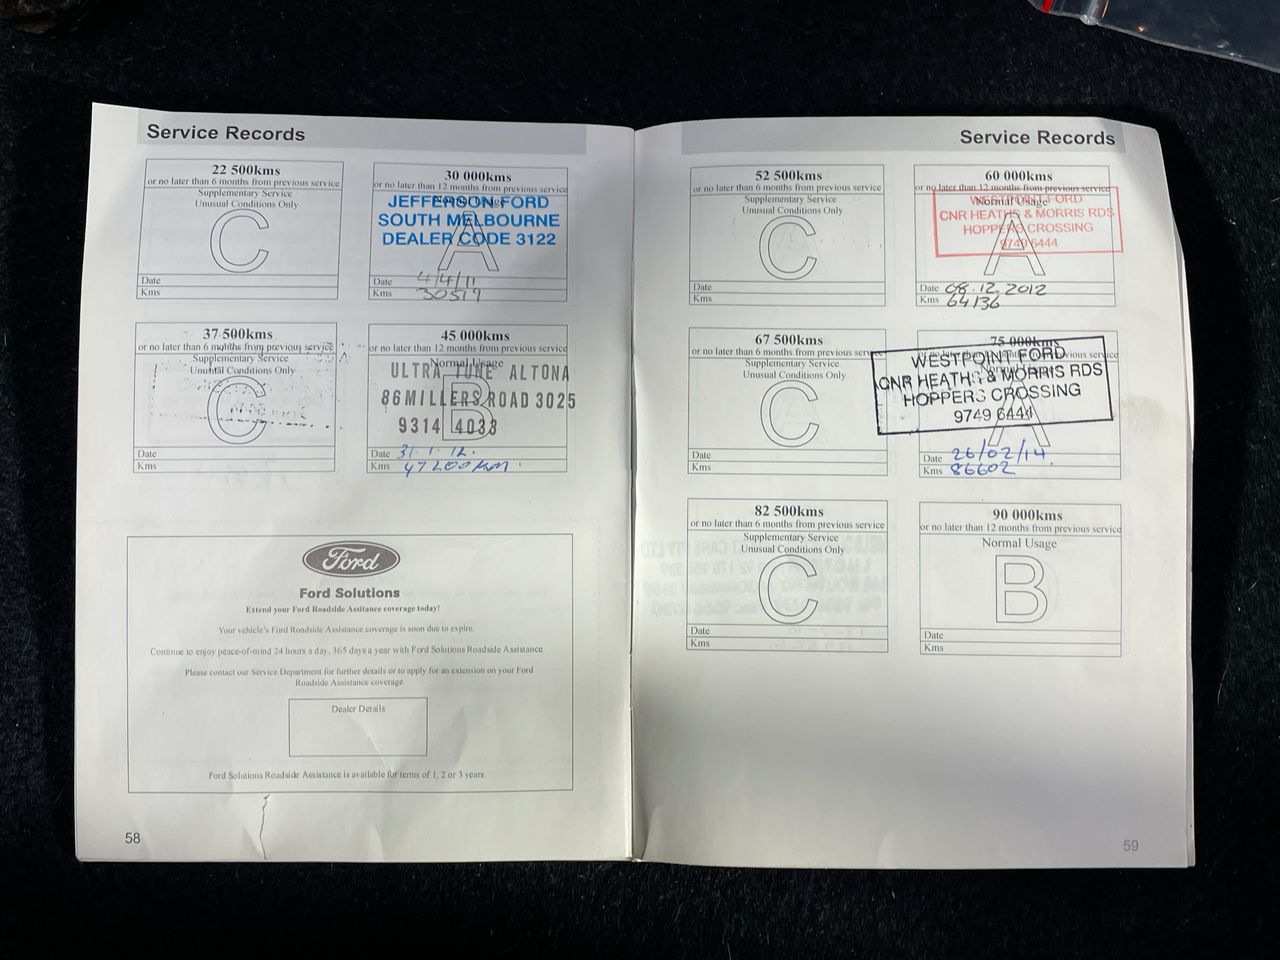 Service Records
22 500kms
or no later than 6 months from previous service
Supplementary Service
Unusual Conditions Only
C
Date
Kms
30 000kms
or no later than 12 months from previous service
Normal Usage
JEFFERSON FORD
SOUTH MELBOURNE
DEALER CODE 3122
A
Date 4/4/11
Kms 30519
37 500kms
or no later than 6 months from previous service
Supplementary Service
Unusual Conditions Only
C
Date
Kms
45 000kms
or no later than 12 months from previous service
Normal Usage
ULTRA TUNE ALTONA
86 MILLERS ROAD 3025
9314 4033
B
Date 31.1.12.
Kms 47200km.
Ford
Ford Solutions
Extend your Ford Roadside Assitance coverage today!
Your vehicle's Ford Roadside Assistance coverage is soon due to expire.
Continue to enjoy peace-of-mind 24 hours a day, 365 days a year with Ford Solutions Roadside Assistance
Please contact our Service Department for further details or to apply for an extension on your Ford
Roadside Assistance coverage
Dealer Details
Ford Solutions Roadside Assistance is available for terms of 1, 2 or 3 years.
58
Service Records
52 500kms
or no later than 6 months from previous service
Supplementary Service
Unusual Conditions Only
C
Date
Kms
60 000kms
or no later than 12 months from previous service
Normal Usage
WESTPOINT FORD
CNR HEATHS & MORRIS RDS
HOPPERS CROSSING
9749 6444
A
Date 08.12.2012
Kms 64136
67 500kms
or no later than 6 months from previous service
Supplementary Service
Unusual Conditions Only
C
Date
Kms
75 000kms
WESTPOINT FORD
CNR HEATHS & MORRIS RDS
HOPPERS CROSSING
9749 6444
A
Date 26/02/14.
Kms 86602
82 500kms
or no later than 6 months from previous service
Supplementary Service
Unusual Conditions Only
C
Date
Kms
90 000kms
or no later than 12 months from previous service
Normal Usage
B
Date
Kms
59